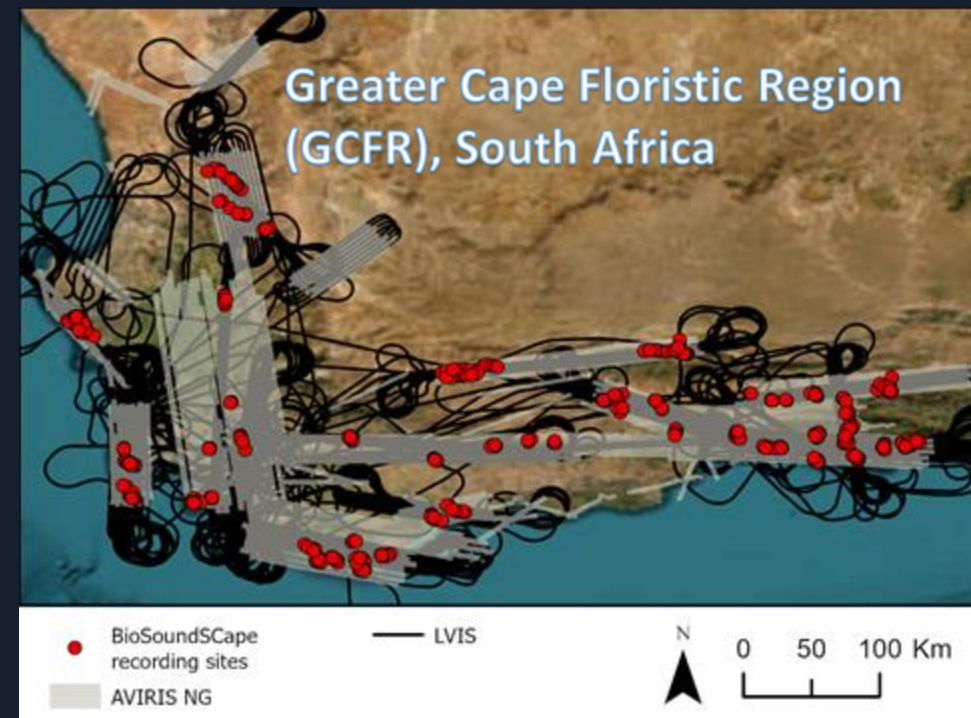 Greater Cape Floristic Region
(GCFR), South Africa
BioSoundSCape
recording sites
AVIRIS NG
LVIS
N
0 50 100 Km